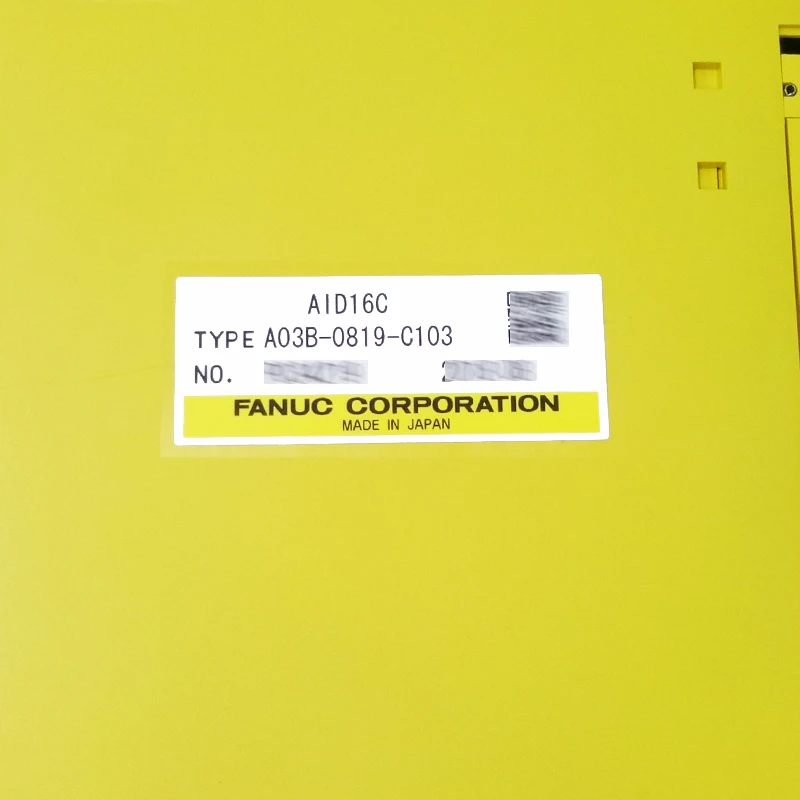 AID16C
TYPE A03B-0819-C103
NO.
FANUC CORPORATION
MADE IN JAPAN